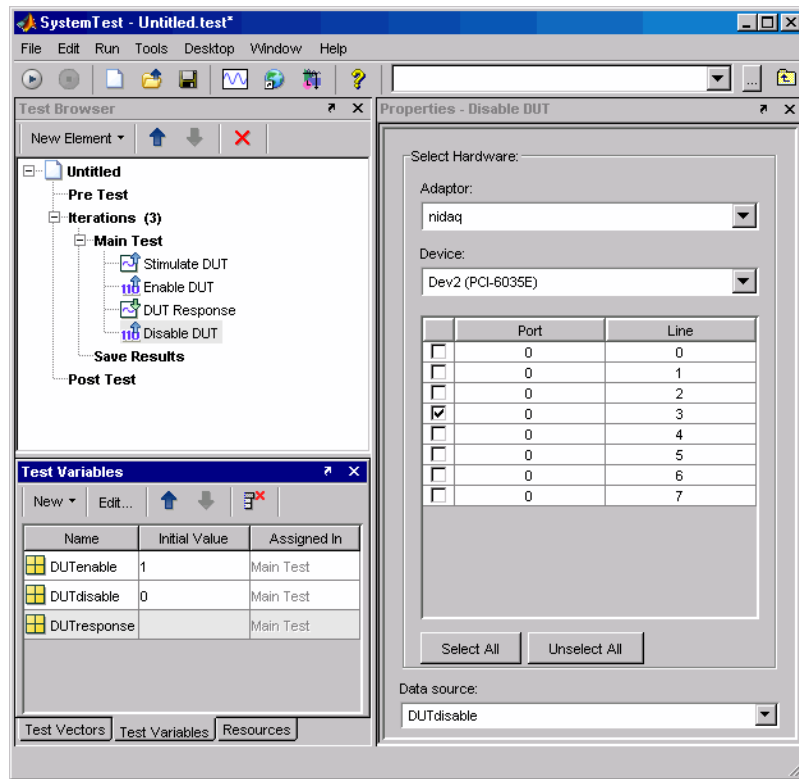 SystemTest - Untitled.test*
File Edit Run Tools Desktop Window Help
...
Test Browser
New Element
Untitled
Pre Test
Iterations (3)
Main Test
Stimulate DUT
Enable DUT
DUT Response
Disable DUT
Save Results
Post Test
Test Variables
New Edit...
Name Initial Value Assigned In
DUTenable 1 Main Test
DUTdisable 0 Main Test
DUTresponse Main Test
Test Vectors Test Variables Resources
Properties - Disable DUT
Select Hardware:
Adaptor:
nidaq
Device:
Dev2 (PCI-6035E)
Port Line
0 0
0 1
0 2
0 3
0 4
0 5
0 6
0 7
Select All Unselect All
Data source:
DUTdisable